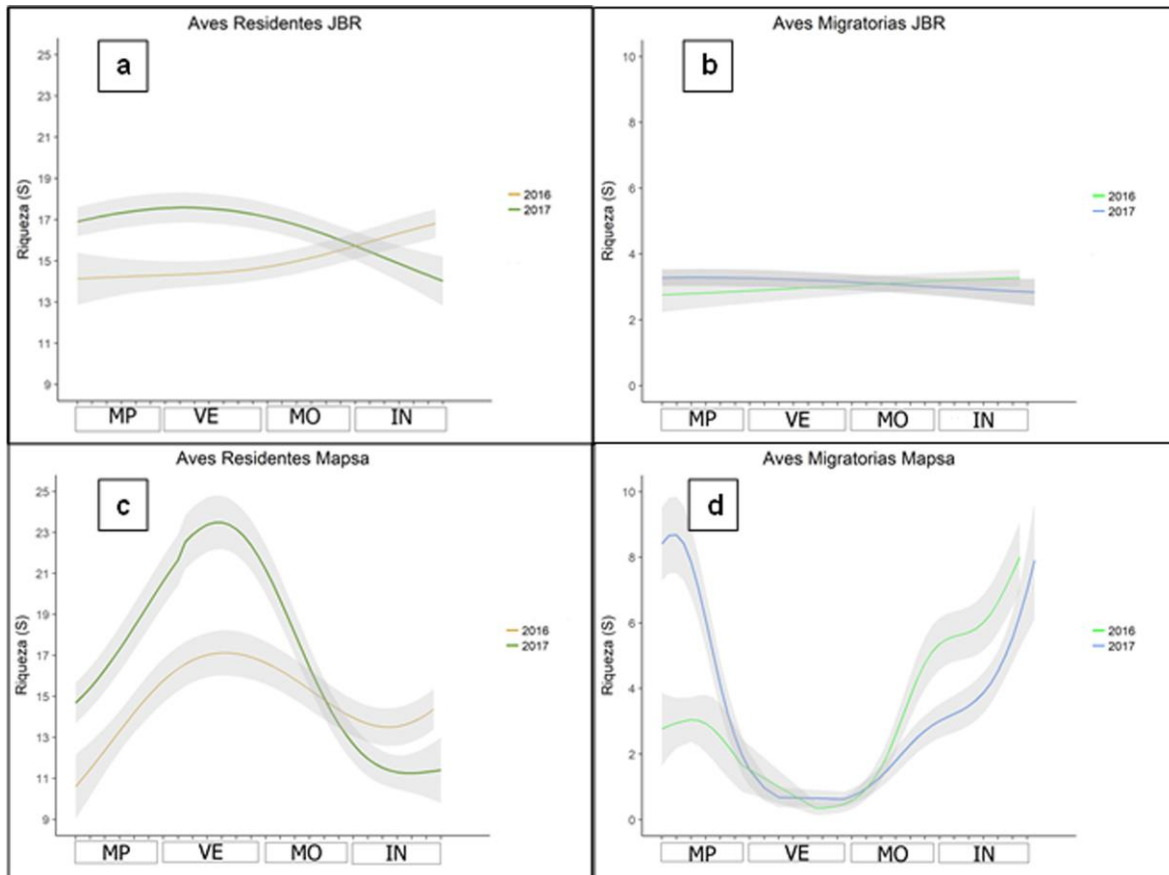 Aves Residentes JBR
a
25
23
21
19
17
15
13
11
9
Riqueza (S)
2016
2017
MP VE MO IN
Aves Migratorias JBR
b
10
8
6
4
2
0
Riqueza (S)
2016
2017
MP VE MO IN
Aves Residentes Mapsa
c
25
23
21
19
17
15
13
11
9
Riqueza (S)
2016
2017
MP VE MO IN
Aves Migratorias Mapsa
d
10
8
6
4
2
0
Riqueza (S)
2016
2017
MP VE MO IN